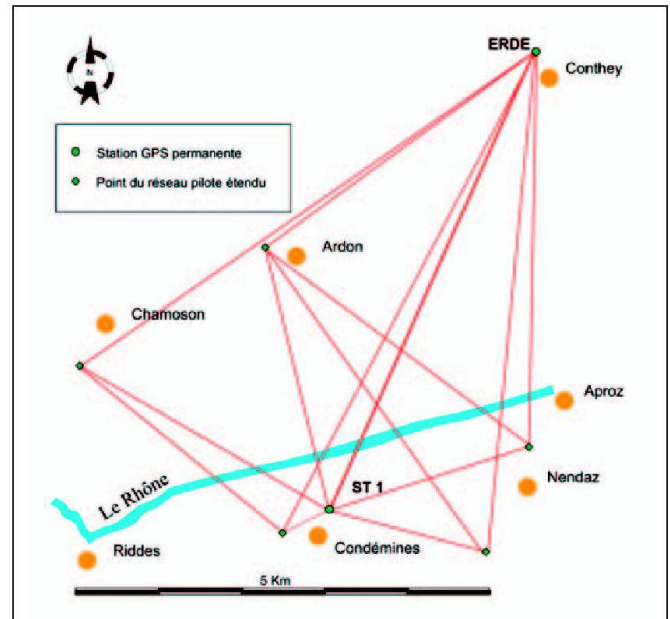 ERDE
Conthey
N
Station GPS permanente
Point du réseau pilote étendu
Ardon
Chamoson
Aproz
Nendaz
ST 1
Le Rhône
Condémines
Riddes
5 Km